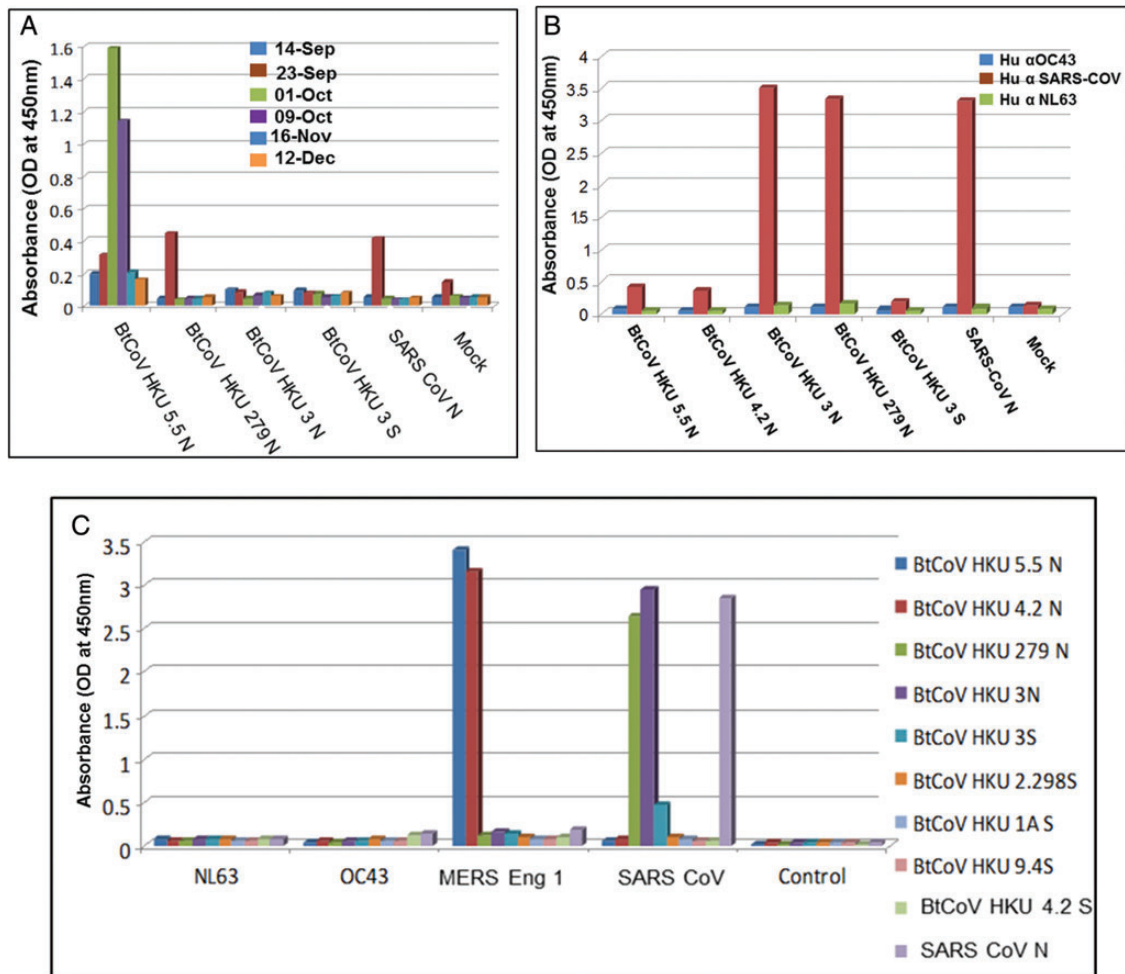 A
Absorbance (OD at 450nm)
1.6
1.4
1.2
1
0.8
0.6
0.4
0.2
0
14-Sep
23-Sep
01-Oct
09-Oct
16-Nov
12-Dec
BtCoV HKU 5.5 N
BtCoV HKU 279 N
BtCoV HKU 3 N
BtCoV HKU 3 S
SARS CoV N
Mock
B
Absorbance (OD at 450nm)
4
3.5
3
2.5
2
1.5
1
0.5
0
Hu αOC43
Hu α SARS-COV
Hu α NL63
BtCoV HKU 5.5 N
BtCoV HKU 4.2 N
BtCoV HKU 3 N
BtCoV HKU 279 N
BtCoV HKU 3 S
SARS-CoV N
Mock
C
Absorbance (OD at 450nm)
3.5
3
2.5
2
1.5
1
0.5
0
NL63
OC43
MERS Eng 1
SARS CoV
Control
BtCoV HKU 5.5 N
BtCoV HKU 4.2 N
BtCoV HKU 279 N
BtCoV HKU 3N
BtCoV HKU 3S
BtCoV HKU 2.298S
BtCoV HKU 1A S
BtCoV HKU 9.4S
BtCoV HKU 4.2 S
SARS CoV N